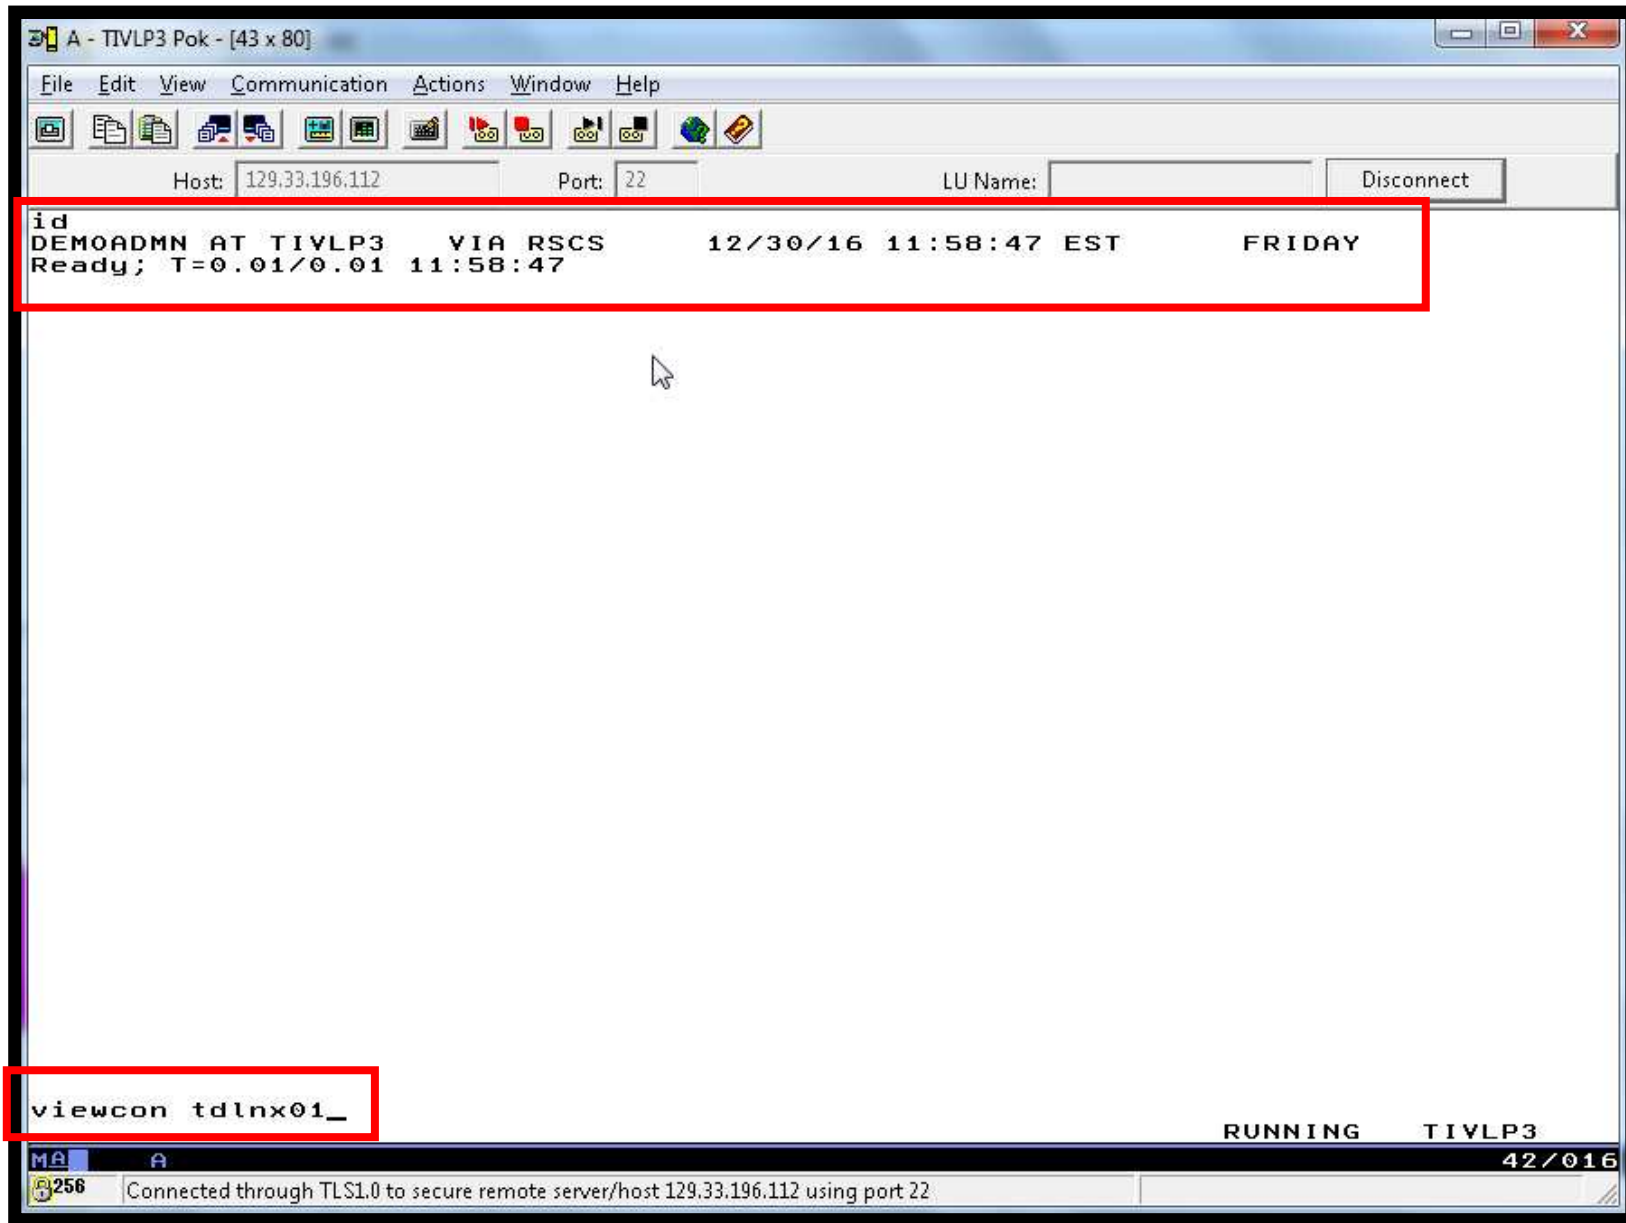 A - TIVLP3 Pok - [43 x 80]
File Edit View Communication Actions Window Help
Host: 129.33.196.112 Port: 22 LU Name: Disconnect
id
DEMOADMN AT TIVLP3 VIA RSCS 12/30/16 11:58:47 EST FRIDAY
Ready; T=0.01/0.01 11:58:47
viewcon tdlnx01_
RUNNING TIVLP3
MA A 42/016
256 Connected through TLS1.0 to secure remote server/host 129.33.196.112 using port 22